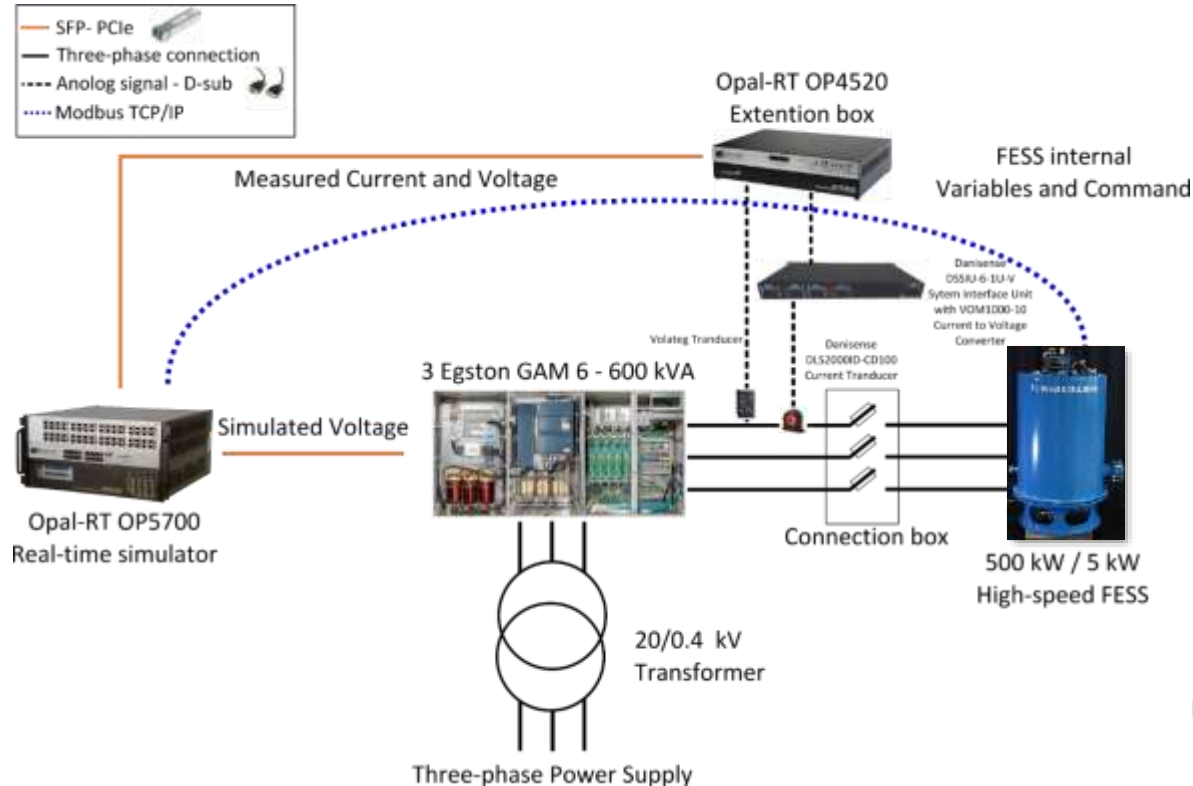 SFP- PCIe
Three-phase connection
Anolog signal - D-sub
Modbus TCP/IP
Opal-RT OP4520
Extention box
FESS internal
Variables and Command
Measured Current and Voltage
Danisense
DSSIU-6-1U-V
Sytem Interface Unit
with VOM1000-10
Current to Voltage
Converter
Volateg Tranducer
Danisense
DLS2000ID-CD100
Current Tranducer
3 Egston GAM 6 - 600 kVA
Simulated Voltage
Opal-RT OP5700
Real-time simulator
Connection box
500 kW / 5 kW
High-speed FESS
20/0.4 kV
Transformer
Three-phase Power Supply